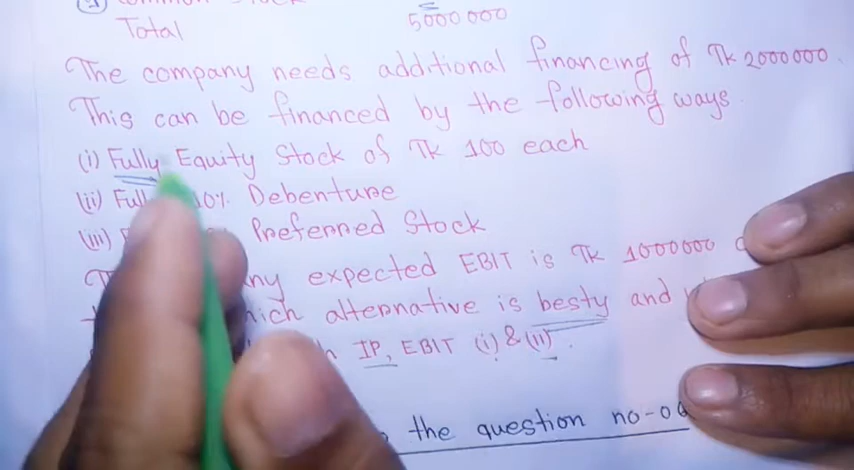 Total 5000000
The company needs additional financing of Tk 2000000.
This can be financed by the following ways.
(i) Fully Equity Stock of Tk 100 each
(ii) 10% Debenture
(iii) Preferred Stock
expected EBIT is Tk 1000000
alternative is besty and
IP, EBIT (i) & (ii).
the question no-